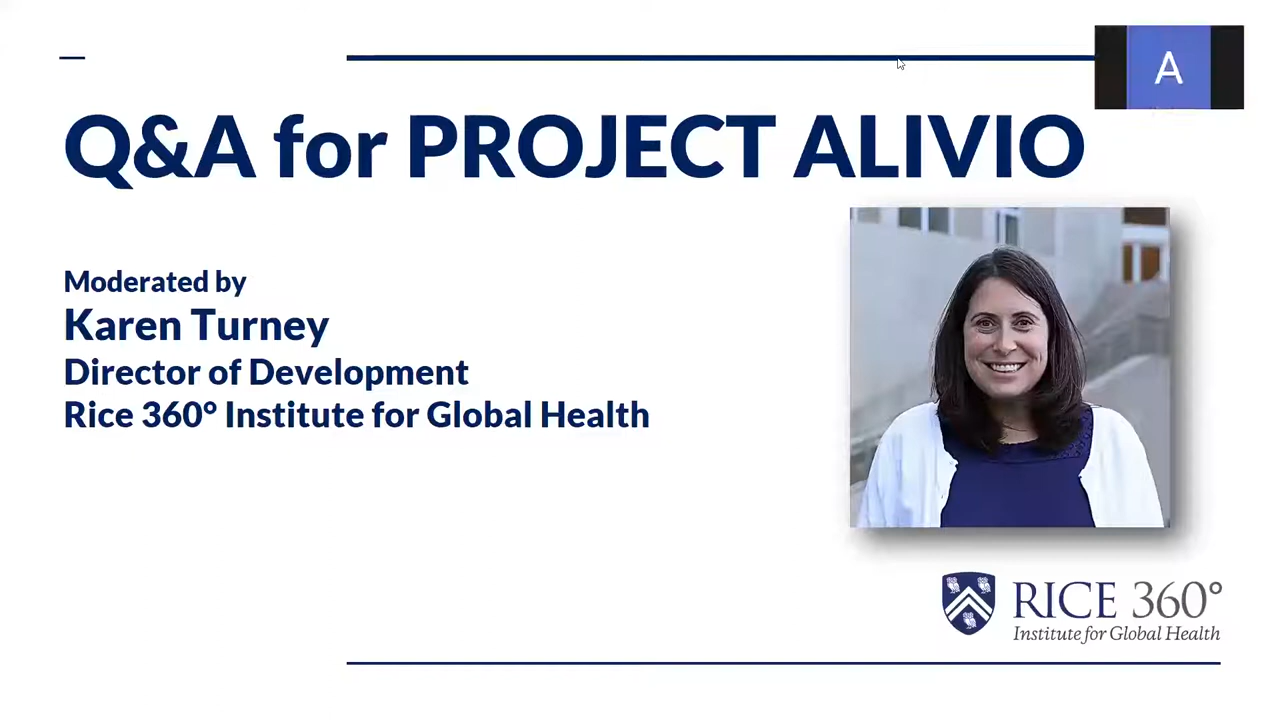 A
Q&A for PROJECT ALIVIO
Moderated by
Karen Turney
Director of Development
Rice 360° Institute for Global Health
RICE 360°
Institute for Global Health